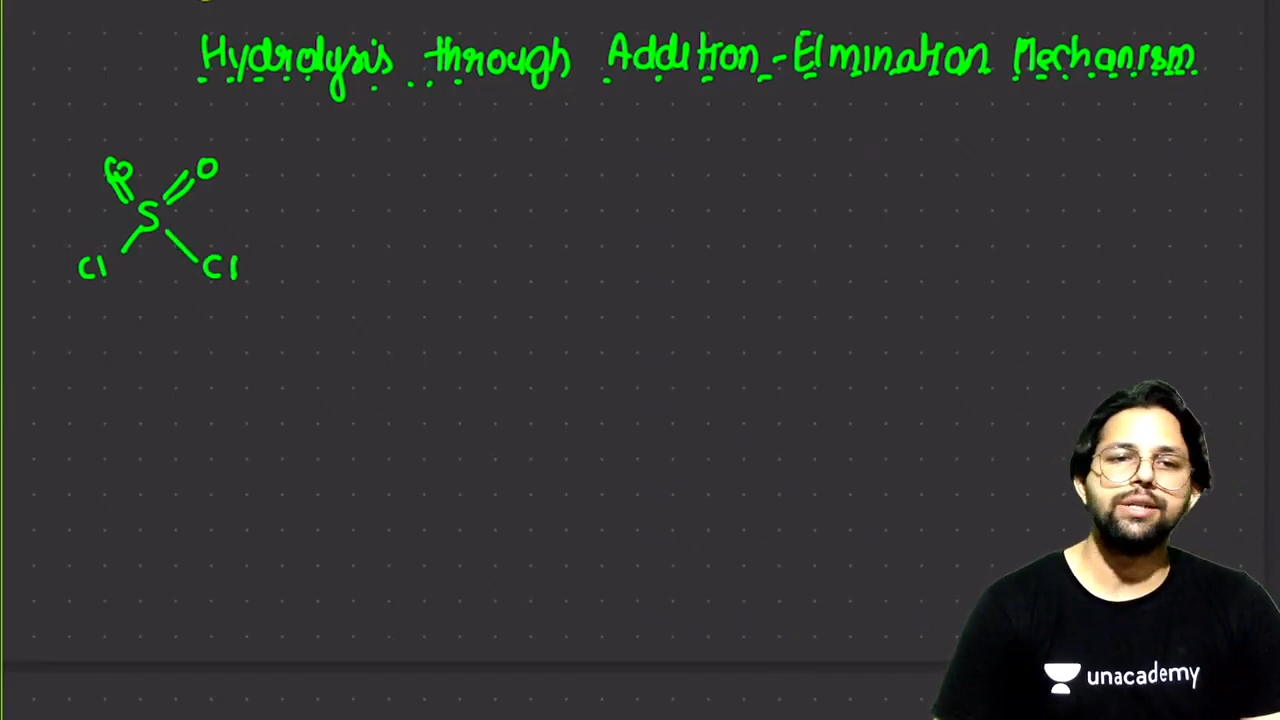 Hydrolysis through Addition-Elimination Mechanism
O O
S
Cl Cl
unacademy